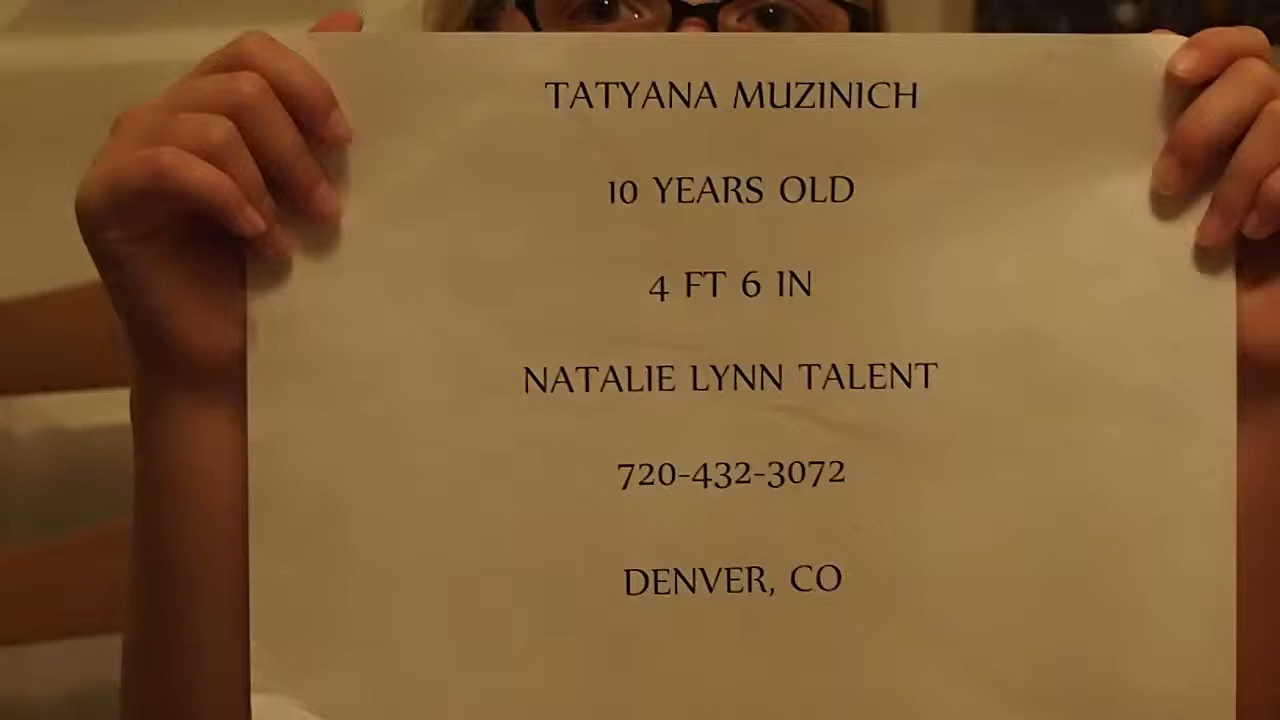 TATYANA MUZINICH
10 YEARS OLD
4 FT 6 IN
NATALIE LYNN TALENT
720-432-3072
DENVER, CO